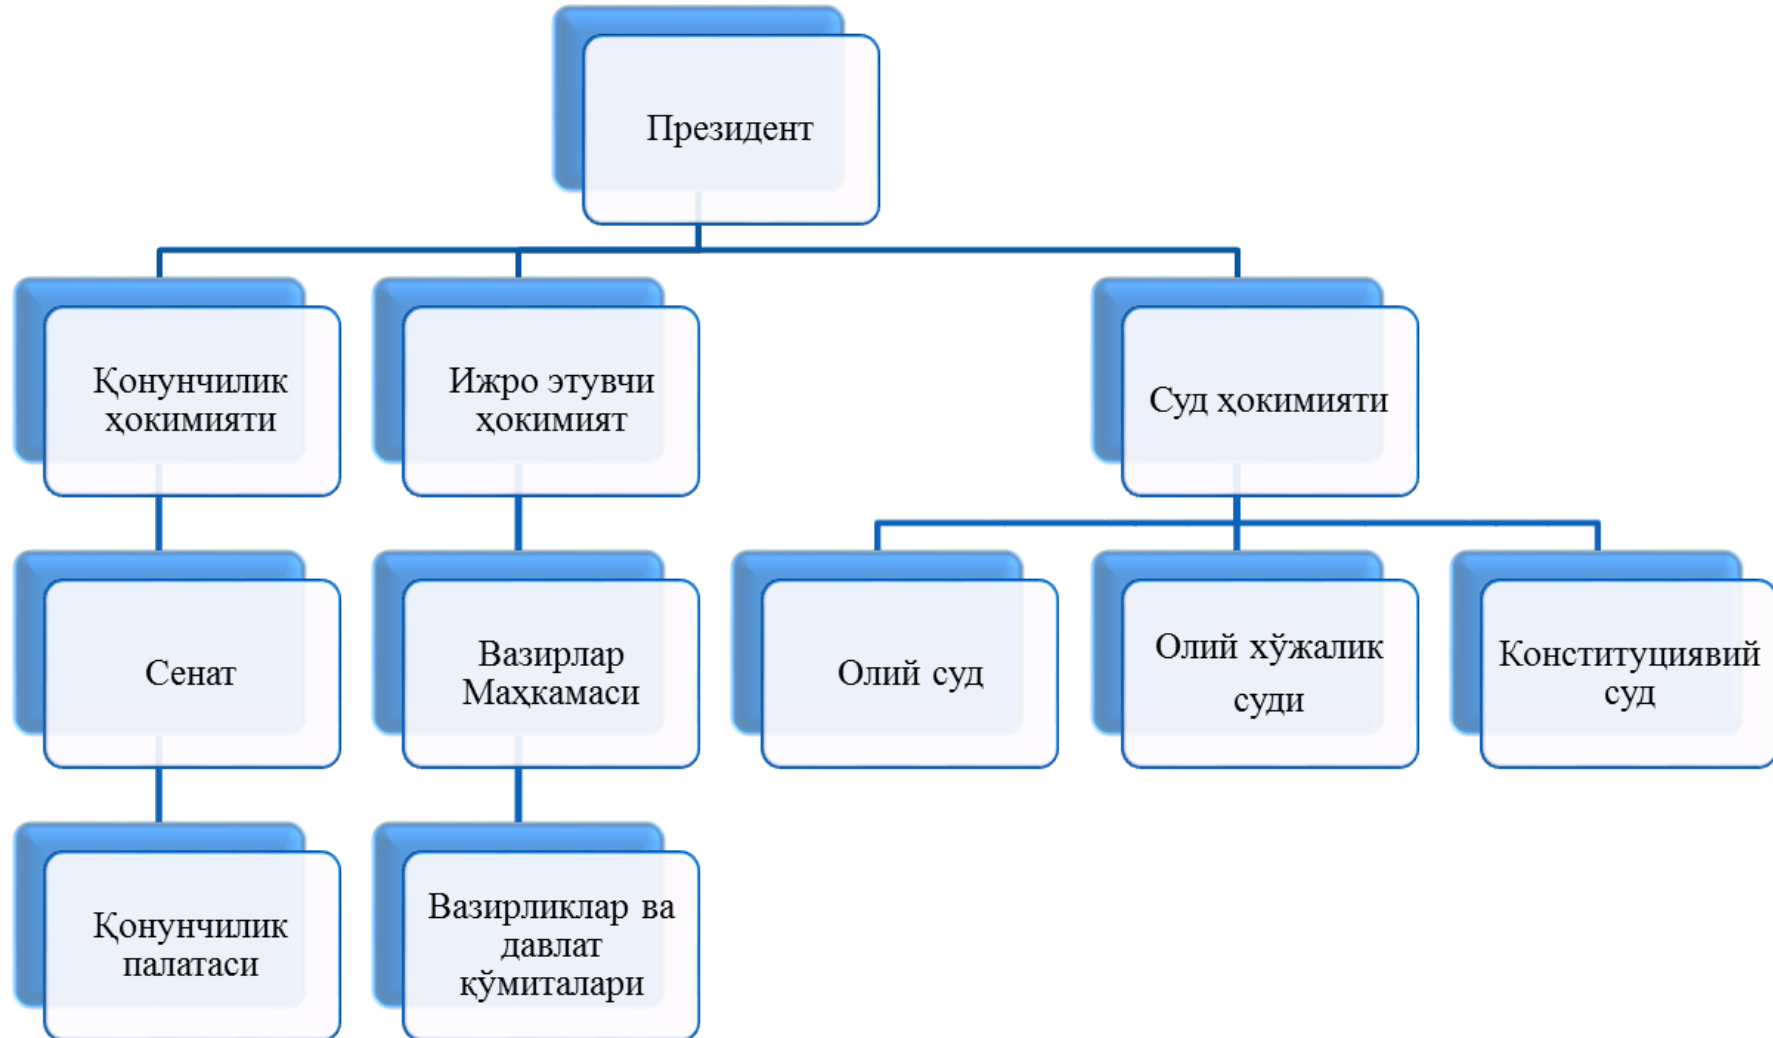 Президент
Қонунчилик
ҳокимияти
Ижро этувчи
ҳокимият
Суд ҳокимияти
Сенат
Вазирлар
Маҳкамаси
Олий суд
Олий хўжалик
суди
Конституциявий
суд
Қонунчилик
палатаси
Вазирликлар ва
давлат
қўмиталари